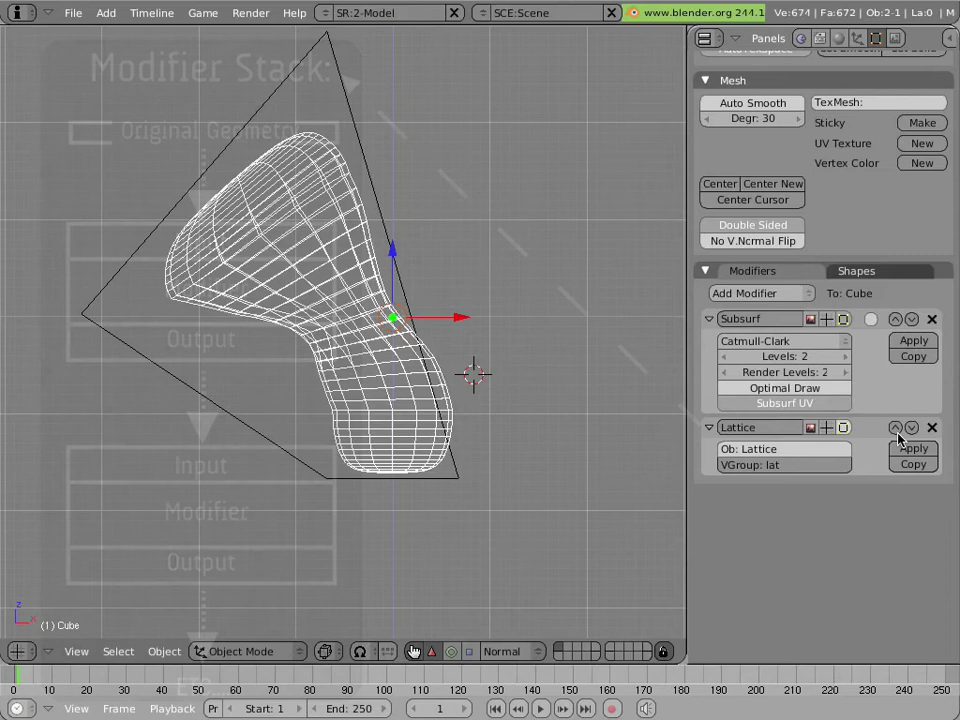 File Add Timeline Game Render Help SR:2-Model SCE:Scene www.blender.org 244.1 Ve:674 | Fa:672 | Ob:2-1 | La:0 | M
Panels
Modifier Stack:
Mesh
Auto Smooth TexMesh:
Degr: 30 Sticky Make
Original Geometry
UV Texture New
Vertex Color New
Center Center New
Center Cursor
Double Sided
No V.Normal Flip
Modifiers Shapes
Add Modifier To: Cube
Subsurf
Output
Catmull-Clark Apply
Levels: 2 Copy
Render Levels: 2
Optimal Draw
Subsurf UV
Lattice
Ob: Lattice Apply
VGroup: lat Copy
Input
Modifier
Output
z
x
(1) Cube
View Select Object Object Mode Normal
ETC...
0 10 20 30 40 50 60 70 80 90 100 110 120 130 140 150 160 170 180 190 200 210 220 230 240 250
View Frame Playback Pr Start: 1 End: 250 1